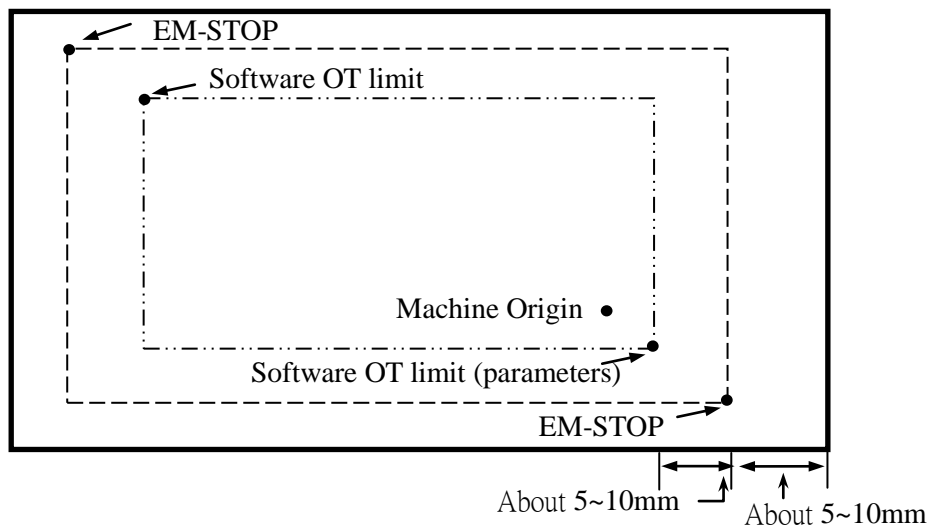 EM-STOP
Software OT limit
Machine Origin
Software OT limit (parameters)
EM-STOP
About 5~10mm
About 5~10mm